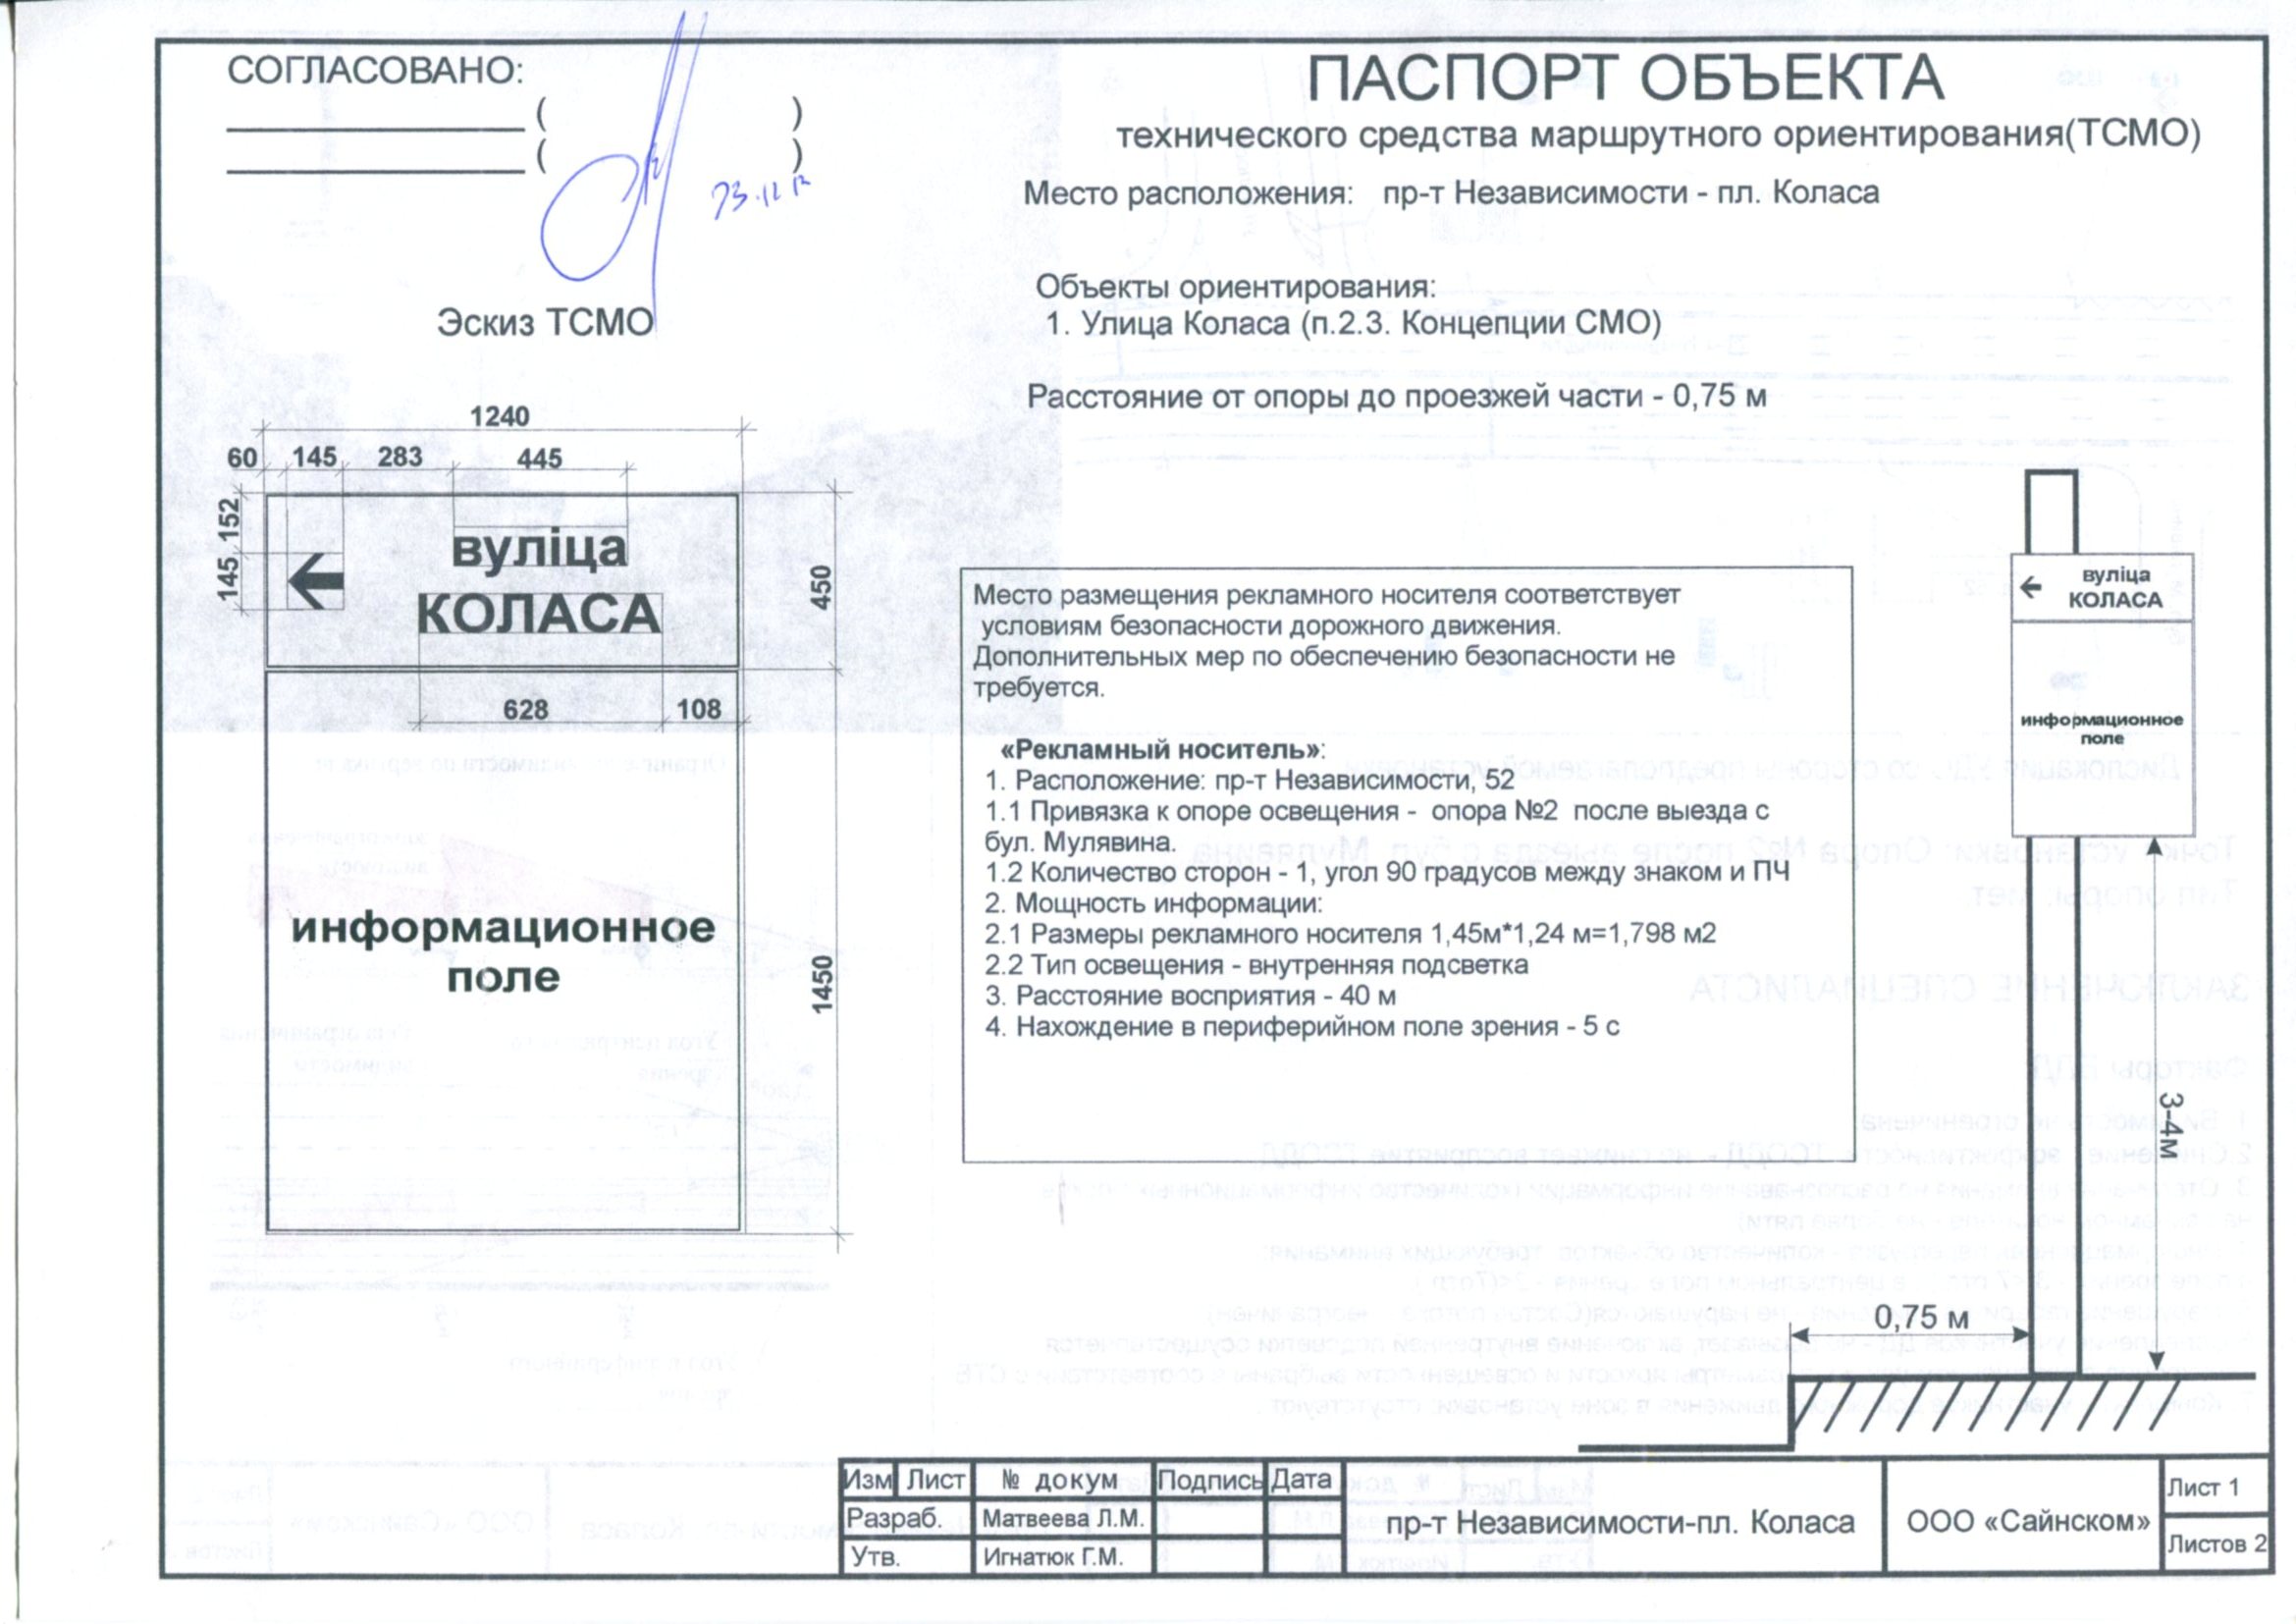 СОГЛАСОВАНО:
( )
( )
23.12.12
ПАСПОРТ ОБЪЕКТА
технического средства маршрутного ориентирования(ТСМО)
Место расположения: пр-т Независимости - пл. Коласа
Объекты ориентирования:
1. Улица Коласа (п.2.3. Концепции СМО)
Расстояние от опоры до проезжей части - 0,75 м
Эскиз ТСМО
1240
60 145 283 445
152
145
вуліца
КОЛАСА
450
628 108
информационное
поле
1450
Место размещения рекламного носителя соответствует
условиям безопасности дорожного движения.
Дополнительных мер по обеспечению безопасности не
требуется.
«Рекламный носитель»:
1. Расположение: пр-т Независимости, 52
1.1 Привязка к опоре освещения - опора №2 после выезда с
бул. Мулявина.
1.2 Количество сторон - 1, угол 90 градусов между знаком и ПЧ
2. Мощность информации:
2.1 Размеры рекламного носителя 1,45м*1,24 м=1,798 м2
2.2 Тип освещения - внутренняя подсветка
3. Расстояние восприятия - 40 м
4. Нахождение в периферийном поле зрения - 5 с
вуліца
КОЛАСА
информационное
поле
3-4м
0,75 м
Изм Лист № докум Подпись Дата
Разраб. Матвеева Л.М.
Утв. Игнатюк Г.М.
пр-т Независимости-пл. Коласа
ООО «Сайнском»
Лист 1
Листов 2